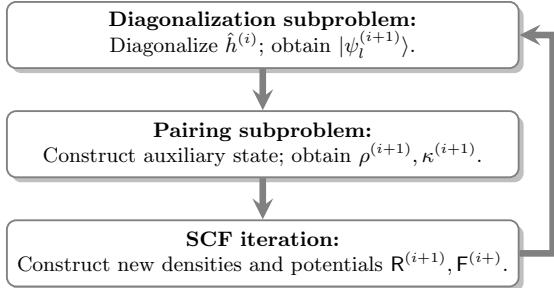 Diagonalization subproblem:
Diagonalize ĥ⁽ⁱ⁾; obtain |ψₗ⁽ⁱ⁺¹⁾⟩.
Pairing subproblem:
Construct auxiliary state; obtain ρ⁽ⁱ⁺¹⁾, κ⁽ⁱ⁺¹⁾.
SCF iteration:
Construct new densities and potentials R⁽ⁱ⁺¹⁾, F⁽ⁱ⁺⁾.